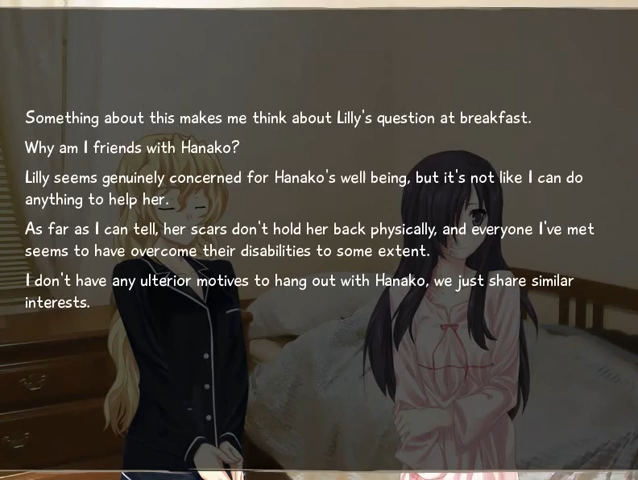 Something about this makes me think about Lilly's question at breakfast.
Why am I friends with Hanako?
Lilly seems genuinely concerned for Hanako's well being, but it's not like I can do
anything to help her.
As far as I can tell, her scars don't hold her back physically, and everyone I've met
seems to have overcome their disabilities to some extent.
I don't have any ulterior motives to hang out with Hanako, we just share similar
interests.